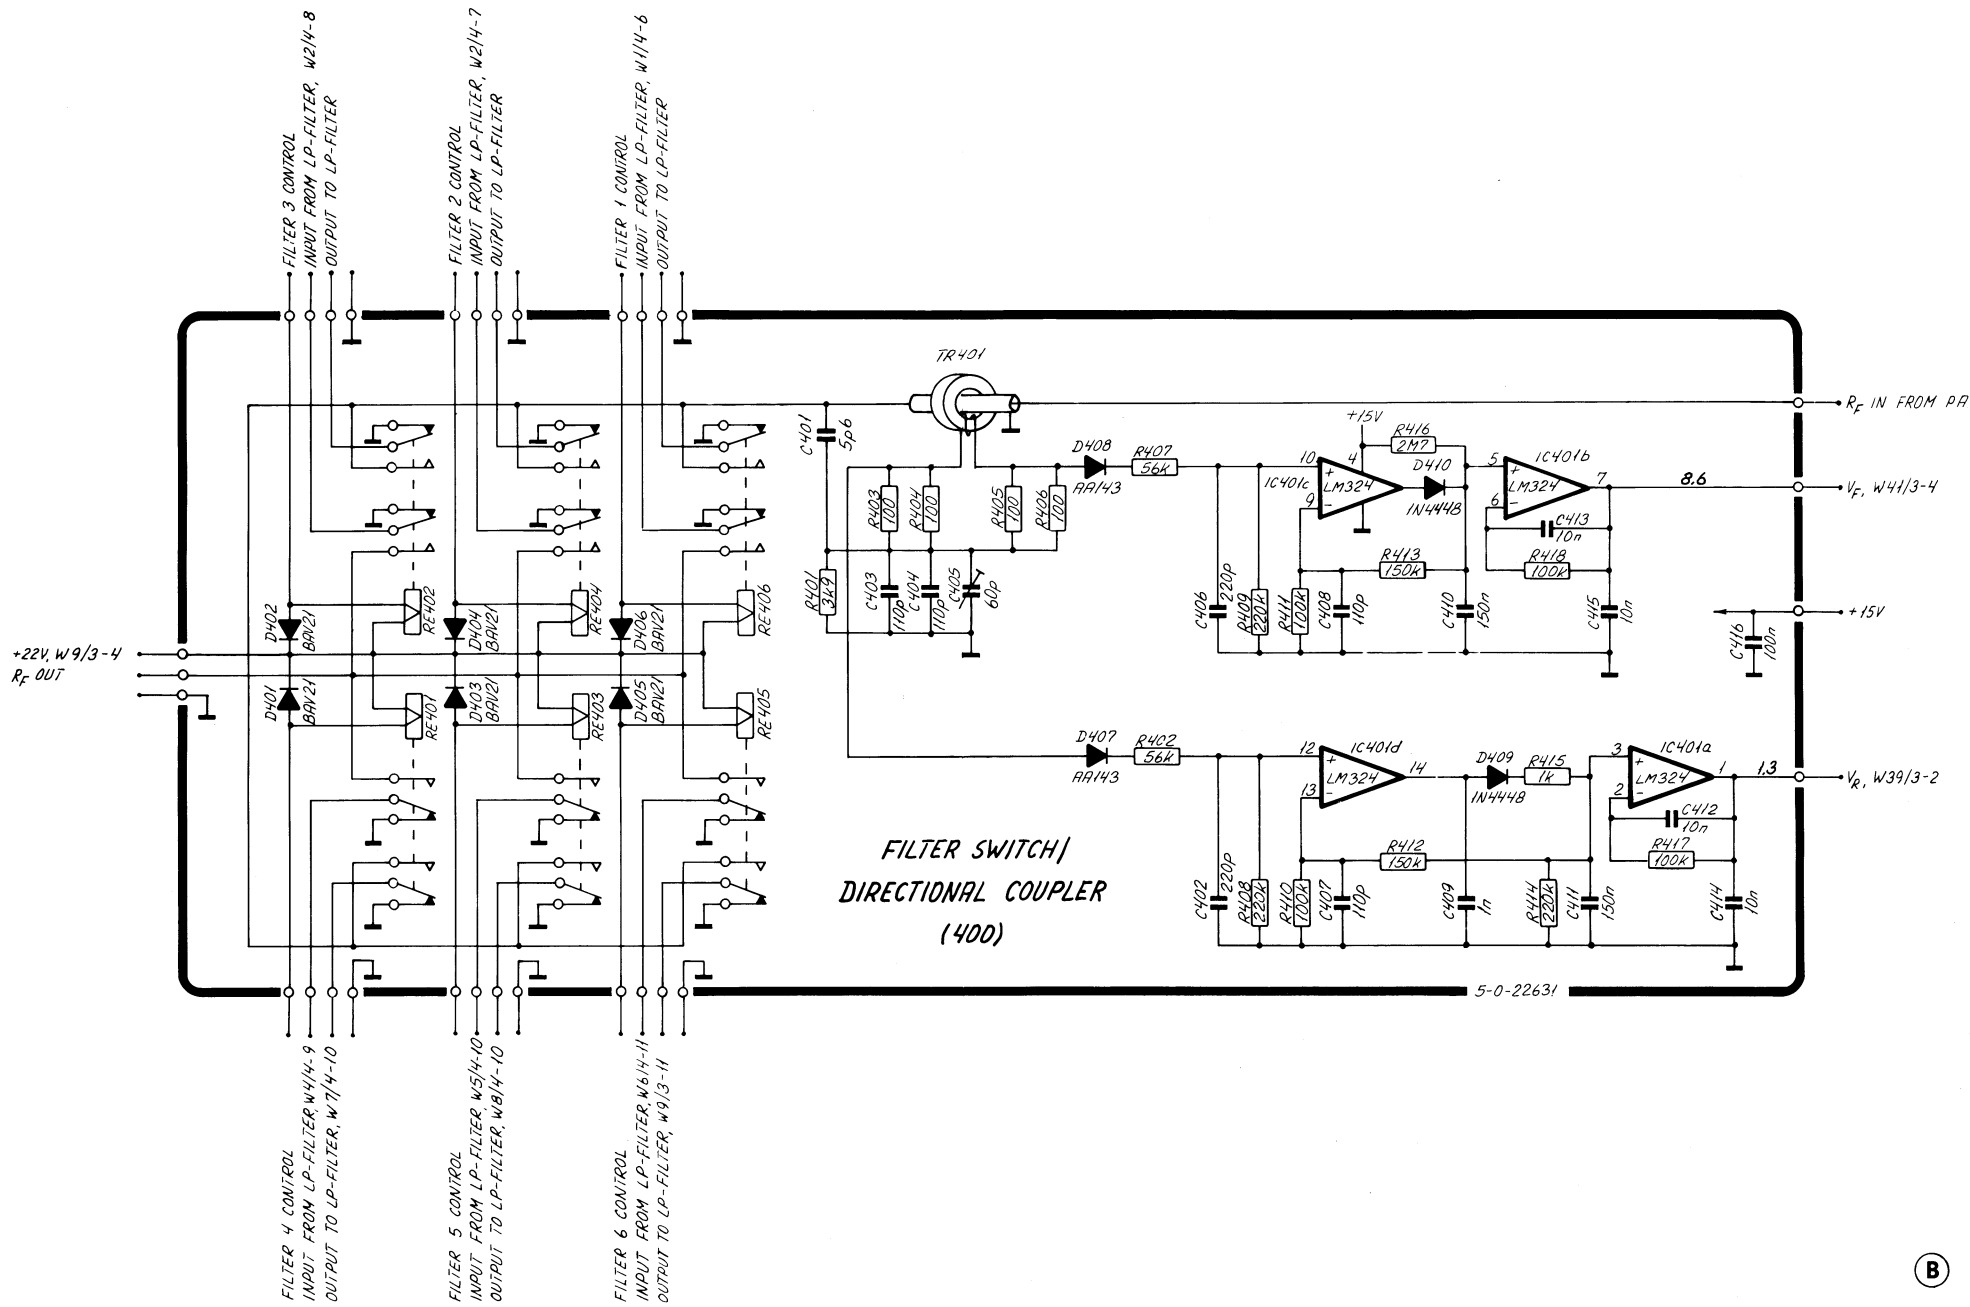 FILTER 3 CONTROL
INPUT FROM LP-FILTER, W2/4-8
OUTPUT TO LP-FILTER
FILTER 2 CONTROL
INPUT FROM LP-FILTER, W2/4-7
OUTPUT TO LP-FILTER
FILTER 1 CONTROL
INPUT FROM LP-FILTER, W1/4-6
OUTPUT TO LP-FILTER
TR401
RF IN FROM PA
C401
5p6
D408
AA143
R407
56k
+15V
R416
2M7
10
4
+
IC401c
LM324
9
-
D410
1N4448
5
+
IC401b
LM324
6
-
7
8.6
VF, W41/3-4
R403
100
R404
100
R405
100
R406
100
C413
10n
R418
100k
R413
150k
R401
3k9
C403
110p
C404
110p
C405
60p
C406
220p
R409
220k
R411
100k
C408
110p
C410
150n
C415
10n
+15V
C416
100n
D402
BAV21
RE402
D404
BAV21
RE404
D406
BAV21
RE406
+22V, W9/3-4
RF OUT
D401
BAV21
RE401
D403
BAV21
RE403
D405
BAV21
RE405
D407
AA143
R402
56k
12
+
IC401d
LM324
13
-
14
D409
1N4448
R415
1k
3
+
IC401a
LM324
2
-
1
1.3
VR, W39/3-2
C412
10n
R417
100k
R412
150k
C402
220p
R408
220k
R410
100k
C407
110p
C409
1n
R414
220k
C411
150n
C414
10n
FILTER SWITCH/
DIRECTIONAL COUPLER
(400)
5-0-22631
FILTER 4 CONTROL
INPUT FROM LP-FILTER, W4/4-9
OUTPUT TO LP-FILTER, W7/4-10
FILTER 5 CONTROL
INPUT FROM LP-FILTER, W5/4-10
OUTPUT TO LP-FILTER, W8/4-10
FILTER 6 CONTROL
INPUT FROM LP-FILTER, W6/4-11
OUTPUT TO LP-FILTER, W9/3-11
B